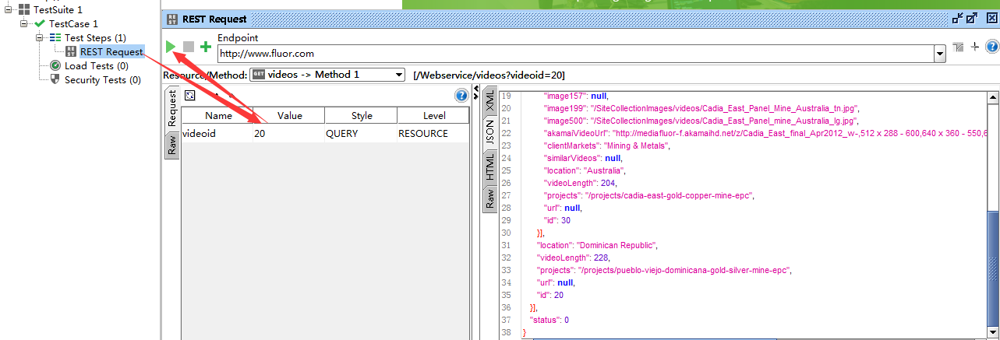 TestSuite 1
TestCase 1
Test Steps (1)
REST Request
Load Tests (0)
Security Tests (0)
REST Request
Endpoint
http://www.fluor.com
Resource/Method: GET videos -> Method 1 [/Webservice/videos?videoid=20]
Request
Raw
Name Value Style Level
videoid 20 QUERY RESOURCE
XML
JSON
HTML
Raw
19 "image157": null,
20 "image199": "/SiteCollectionImages/videos/Cadia_East_Panel_Mine_Australia_tn.jpg",
21 "image500": "/SiteCollectionImages/videos/Cadia_East_Panel_mine_Australia_lg.jpg",
22 "akamaiVideoUrl": "http://mediafluor-f.akamaihd.net/z/Cadia_East_final_Apr2012_w-,512 x 288 - 600,640 x 360 - 550,6
23 "clientMarkets": "Mining & Metals",
24 "similarVideos": null,
25 "location": "Australia",
26 "videoLength": 204,
27 "projects": "/projects/cadia-east-gold-copper-mine-epc",
28 "url": null,
29 "id": 30
30 }],
31 "location": "Dominican Republic",
32 "videoLength": 228,
33 "projects": "/projects/pueblo-viejo-dominicana-gold-silver-mine-epc",
34 "url": null,
35 "id": 20
36 }],
37 "status": 0
38 }